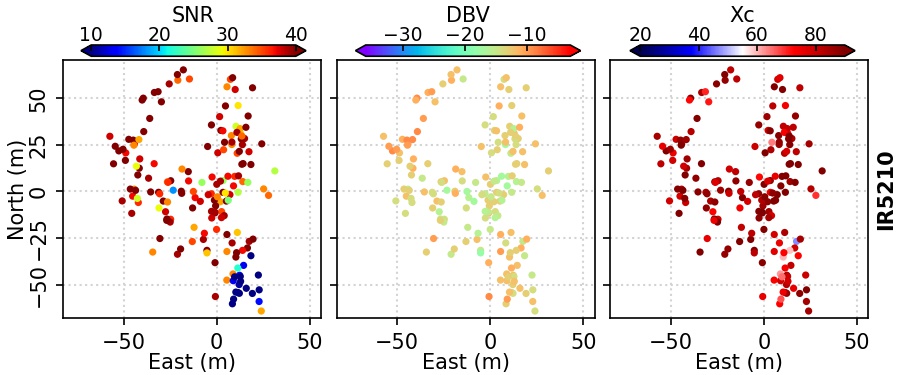 SNR DBV Xc
10 20 30 40 −30 −20 −10 20 40 60 80
50
25
0
−25
−50
North (m)
IR5210
−50 0 50 −50 0 50 −50 0 50
East (m) East (m) East (m)